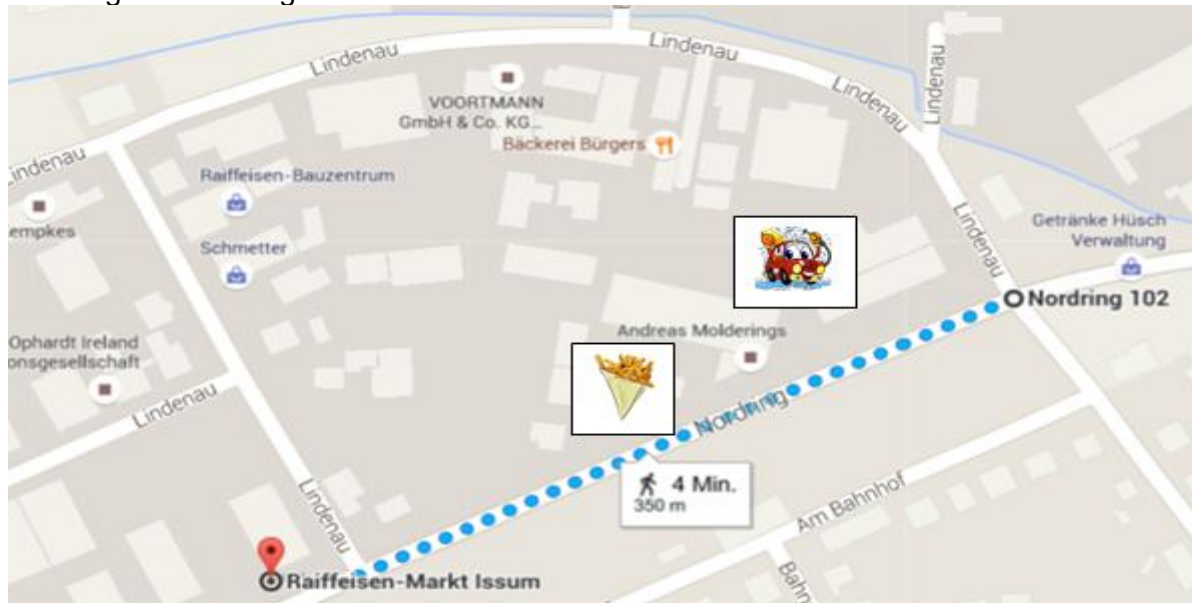 Lindenau
Lindenau
VOORTMANN
GmbH & Co. KG...
Bäckerei Bürgers
Lindenau
Lindenau
Raiffeisen-Bauzentrum
empkes
Schmetter
Lindenau
Getränke Hüsch
Verwaltung
Nordring 102
Andreas Molderings
Ophardt Ireland
onsgesellschaft
Lindenau
Nordring
4 Min.
350 m
Am Bahnhof
Lindenau
Raiffeisen-Markt Issum
Bahn